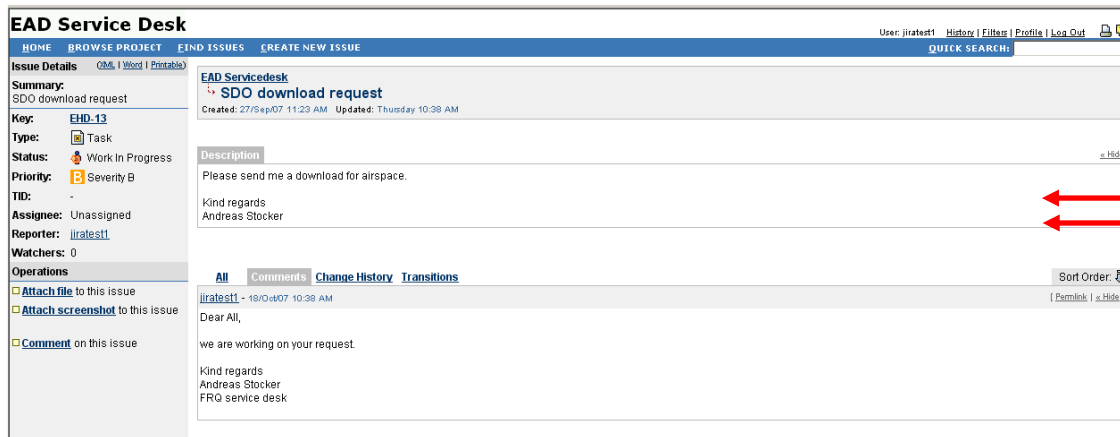 EAD Service Desk
User: jiratest1 History | Filters | Profile | Log Out
HOME BROWSE PROJECT FIND ISSUES CREATE NEW ISSUE QUICK SEARCH:
Issue Details (XML | Word | Printable)
Summary:
SDO download request
Key: EHD-13
Type: Task
Status: Work In Progress
Priority: B Severity B
TID: -
Assignee: Unassigned
Reporter: jiratest1
Watchers: 0
Operations
Attach file to this issue
Attach screenshot to this issue
Comment on this issue
EAD Servicedesk
SDO download request
Created: 27/Sep/07 11:23 AM Updated: Thursday 10:38 AM
Description « Hid
Please send me a download for airspace.
Kind regards
Andreas Stocker
All Comments Change History Transitions Sort Order:
jiratest1 - 18/Oct/07 10:38 AM [ Permlink | « Hide
Dear All,
we are working on your request.
Kind regards
Andreas Stocker
FRQ service desk